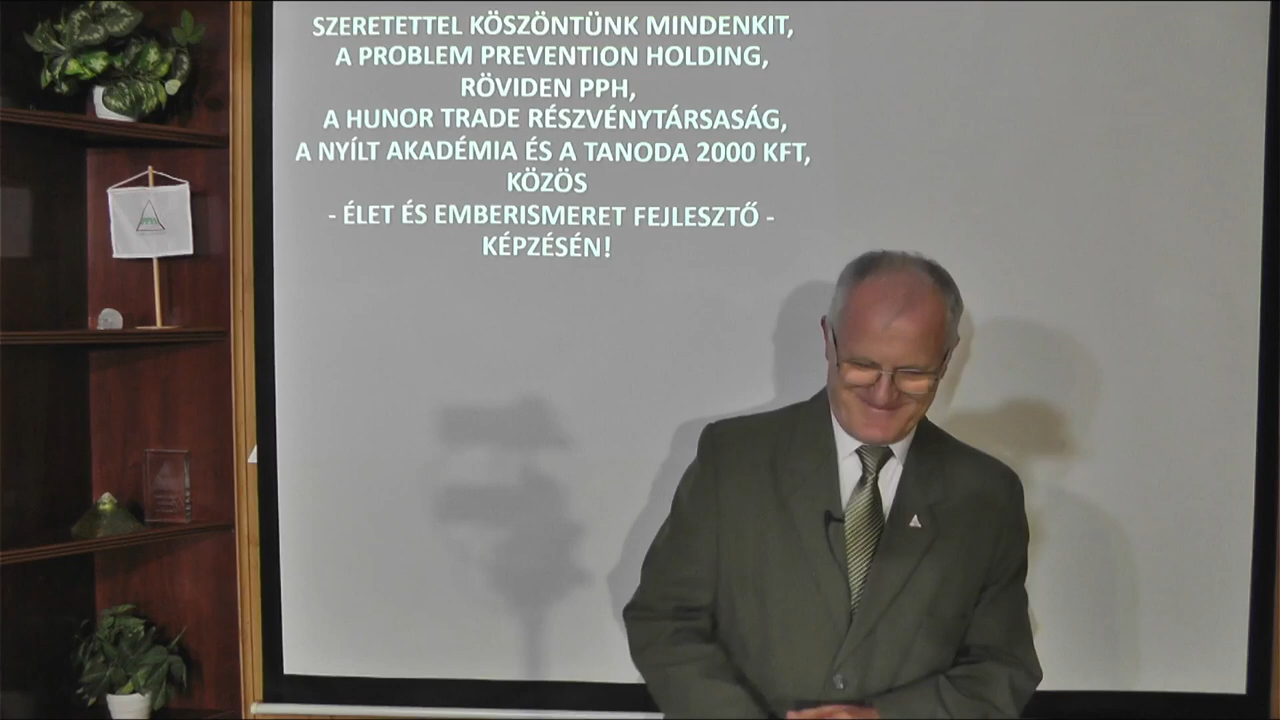 SZERETETTEL KÖSZÖNTÜNK MINDENKIT,
A PROBLEM PREVENTION HOLDING,
RÖVIDEN PPH,
A HUNOR TRADE RÉSZVÉNYTÁRSASÁG,
A NYÍLT AKADÉMIA ÉS A TANODA 2000 KFT,
KÖZÖS
- ÉLET ÉS EMBERISMERET FEJLESZTŐ -
KÉPZÉSÉN!